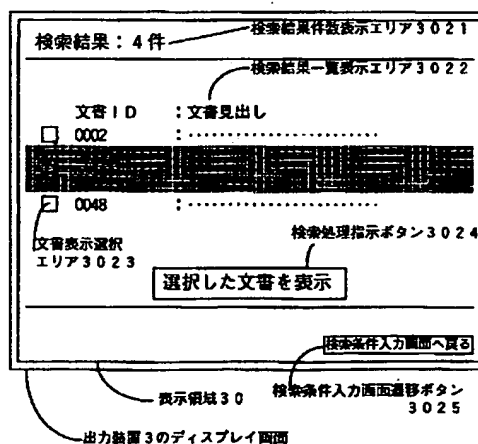 検索結果：4件
検索結果件数表示エリア3021
検索結果一覧表示エリア3022
文書ID ：文書見出し
0002 ：‥‥‥‥‥‥‥‥‥‥
0048 ：‥‥‥‥‥‥‥‥‥‥
文書表示選択
エリア3023
検索処理指示ボタン3024
選択した文書を表示
検索条件入力画面へ戻る
表示領域30
検索条件入力画面遷移ボタン
3025
出力装置3のディスプレイ画面